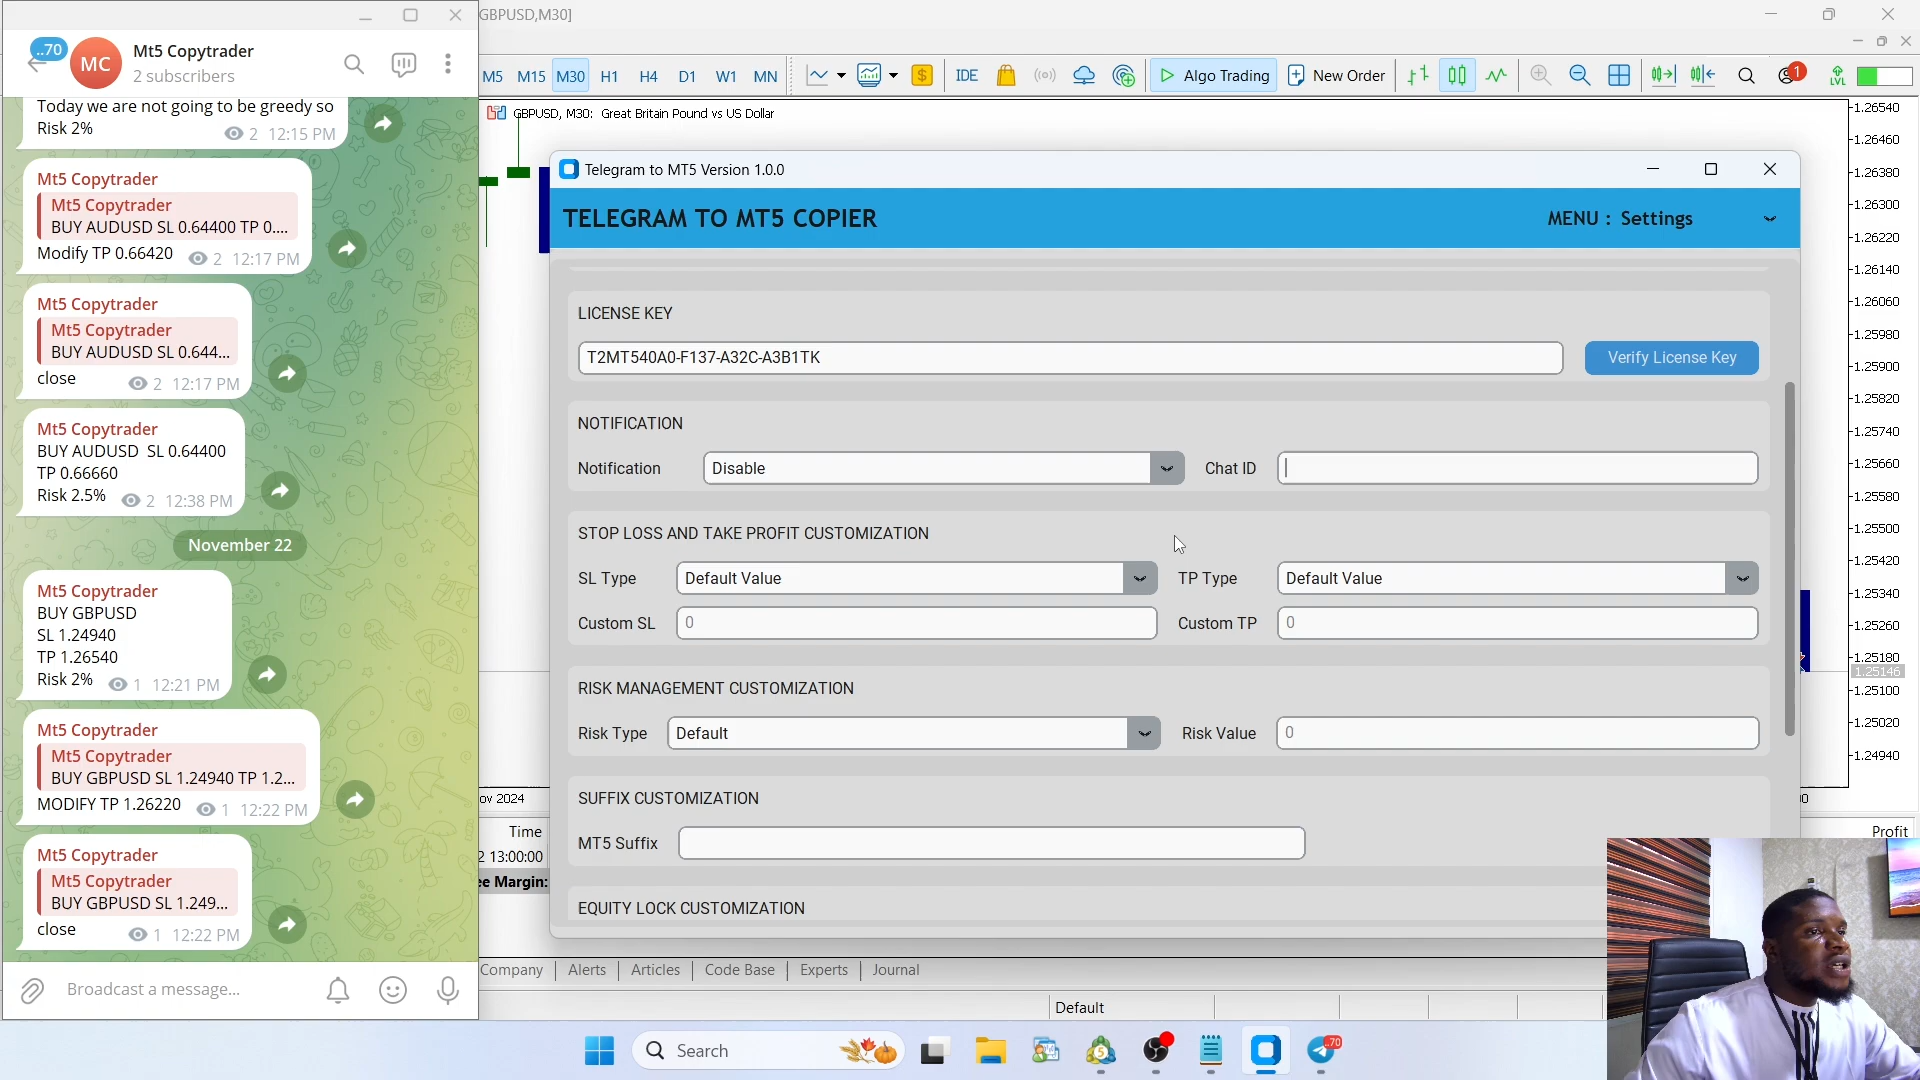 ..70
MC
Mt5 Copytrader
2 subscribers
Today we are not going to be greedy so
Risk 2%
2 12:15 PM
Mt5 Copytrader
Mt5 Copytrader
BUY AUDUSD SL 0.64400 TP 0....
Modify TP 0.66420
2 12:17 PM
Mt5 Copytrader
Mt5 Copytrader
BUY AUDUSD SL 0.644...
close
2 12:17 PM
Mt5 Copytrader
BUY AUDUSD SL 0.64400
TP 0.66660
Risk 2.5%
2 12:38 PM
November 22
Mt5 Copytrader
BUY GBPUSD
SL 1.24940
TP 1.26540
Risk 2%
1 12:21 PM
Mt5 Copytrader
Mt5 Copytrader
BUY GBPUSD SL 1.24940 TP 1.2...
MODIFY TP 1.26220
1 12:22 PM
Mt5 Copytrader
Mt5 Copytrader
BUY GBPUSD SL 1.249...
close
1 12:22 PM
Broadcast a message...
GBPUSD,M30]
M5 M15 M30 H1 H4 D1 W1 MN
IDE
Algo Trading
New Order
1
LVL
GBPUSD, M30: Great Britain Pound vs US Dollar
Telegram to MT5 Version 1.0.0
TELEGRAM TO MT5 COPIER
MENU : Settings
LICENSE KEY
T2MT540A0-F137-A32C-A3B1TK
Verify License Key
NOTIFICATION
Notification
Disable
Chat ID
STOP LOSS AND TAKE PROFIT CUSTOMIZATION
SL Type
Default Value
TP Type
Default Value
Custom SL
0
Custom TP
0
RISK MANAGEMENT CUSTOMIZATION
Risk Type
Default
Risk Value
0
SUFFIX CUSTOMIZATION
MT5 Suffix
EQUITY LOCK CUSTOMIZATION
1.26540
1.26460
1.26380
1.26300
1.26220
1.26140
1.26060
1.25980
1.25900
1.25820
1.25740
1.25660
1.25580
1.25500
1.25420
1.25340
1.25260
1.25180
1.25146
1.25100
1.25020
1.24940
ov 2024
00
Time
Profit
2 13:00:00
ee Margin:
Company
Alerts
Articles
Code Base
Experts
Journal
Default
Search
5
70